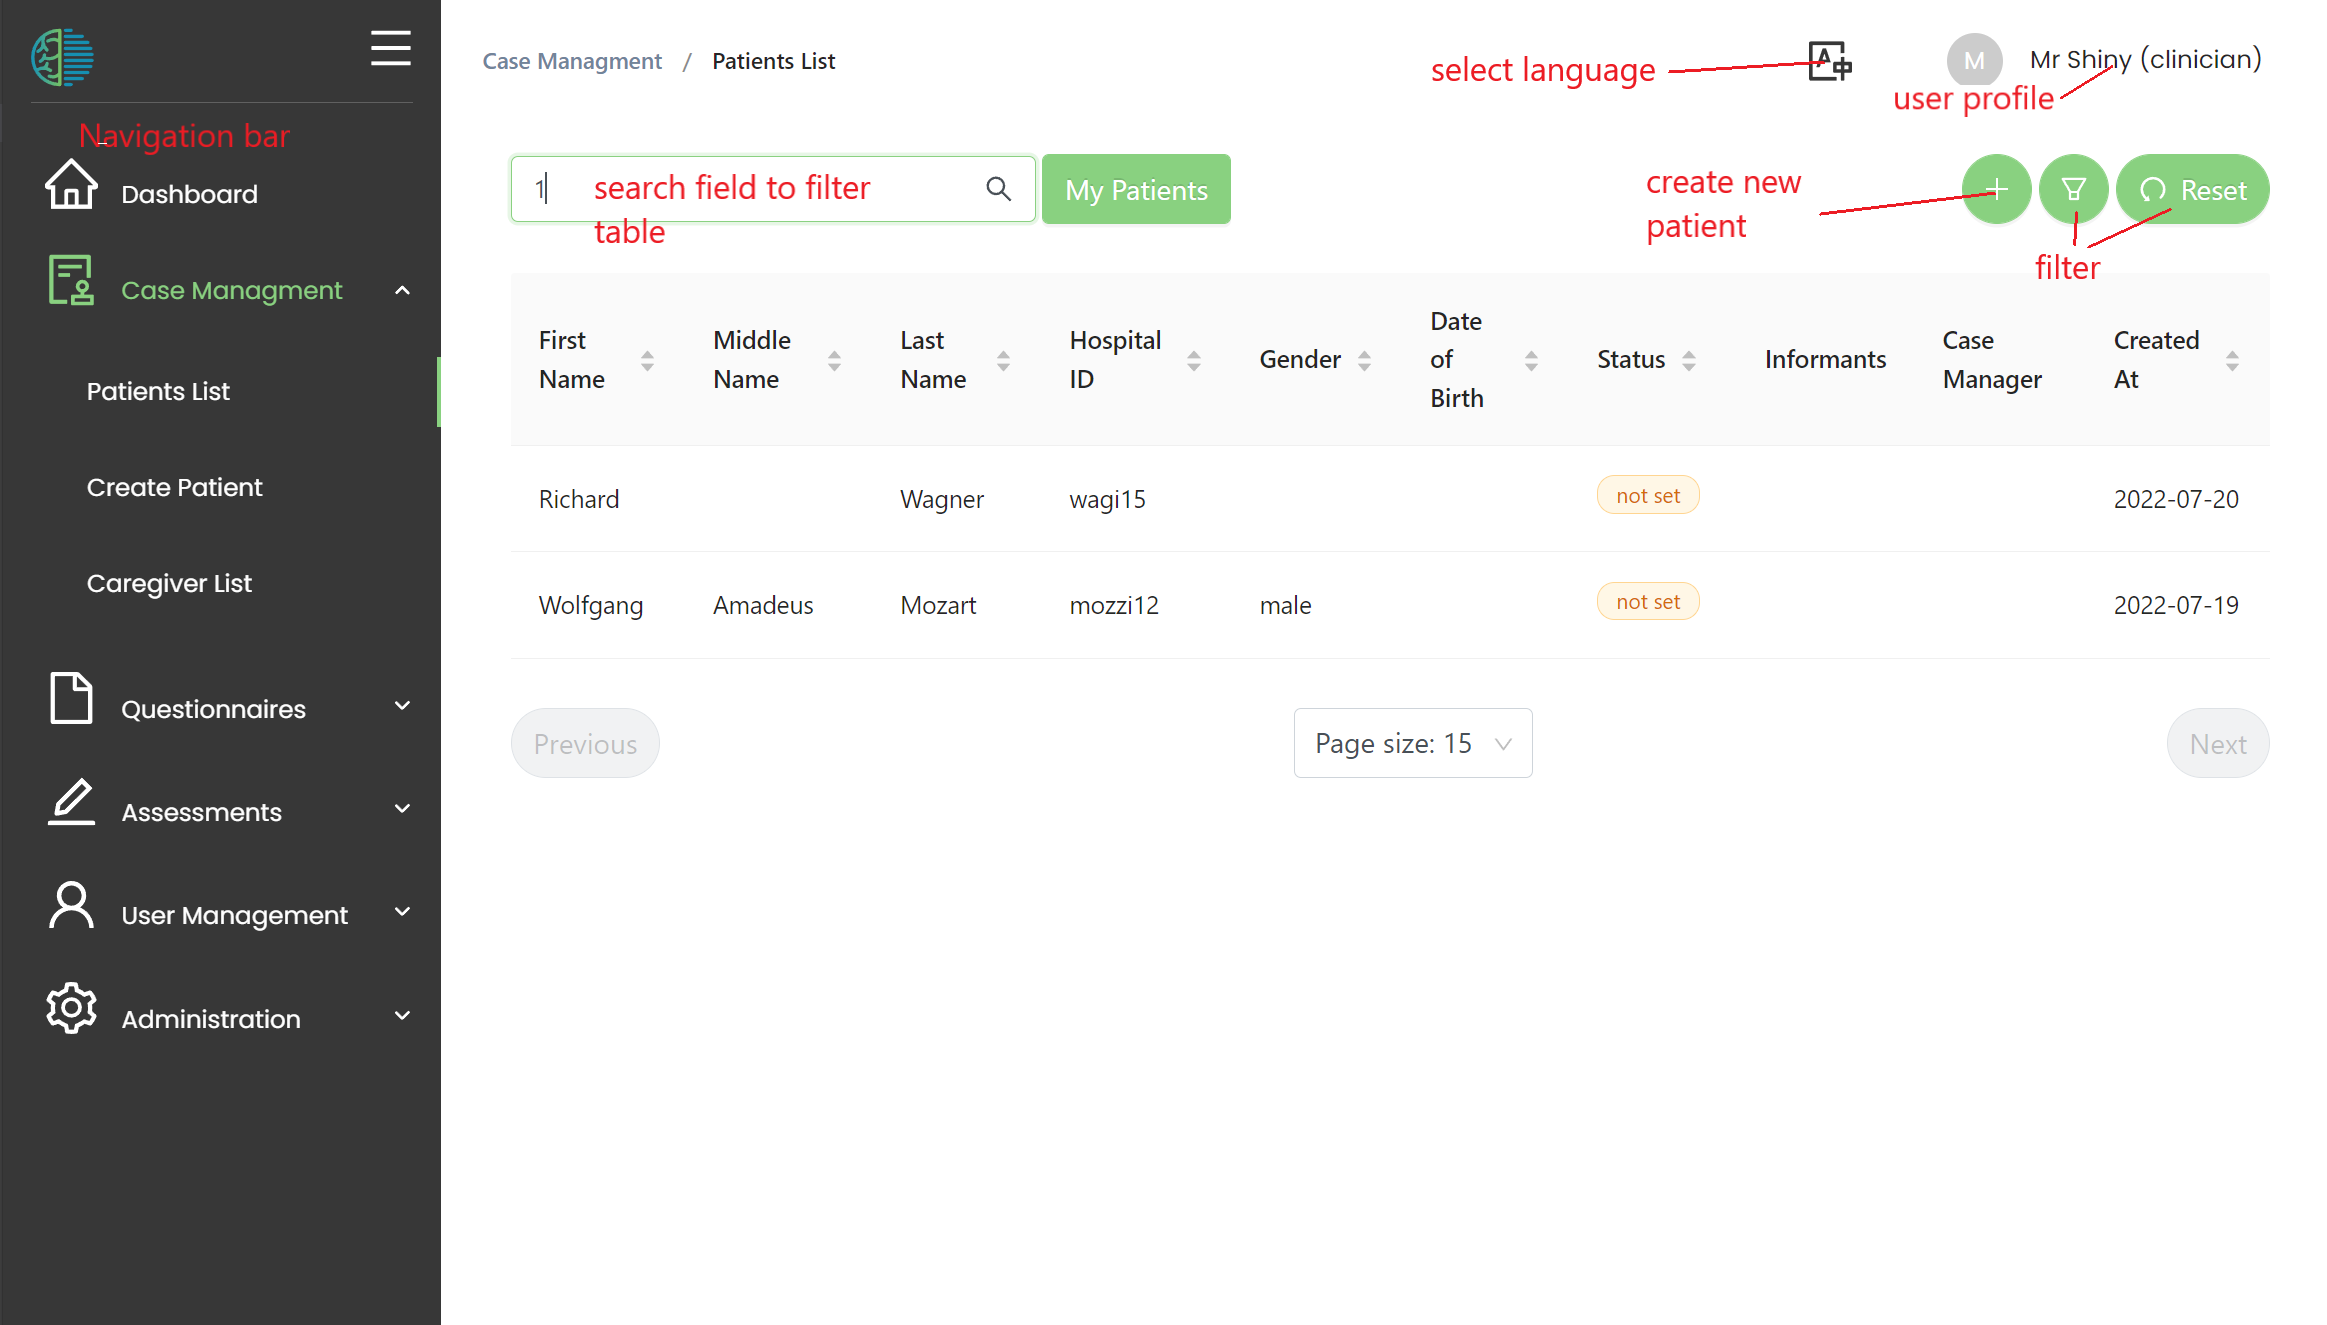 Case Managment / Patients List
select language
M
Mr Shiny (clinician)
user profile
Navigation bar
Dashboard
Case Managment
Patients List
Create Patient
Caregiver List
Questionnaires
Assessments
User Management
Administration
1
search field to filter
table
My Patients
create new
patient
Reset
filter
First
Name
Middle
Name
Last
Name
Hospital
ID
Gender
Date
of
Birth
Status
Informants
Case
Manager
Created
At
Richard Wagner wagi15 not set 2022-07-20
Wolfgang Amadeus Mozart mozzi12 male not set 2022-07-19
Previous
Page size: 15
Next